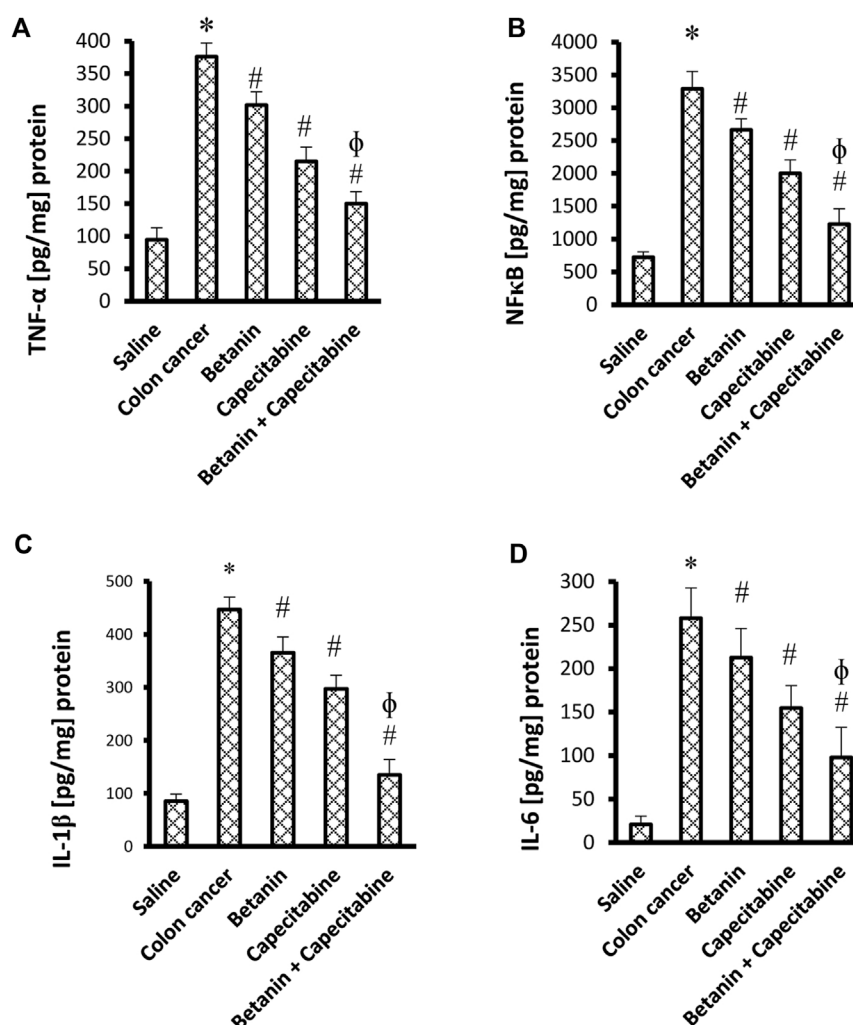 A
TNF-α [pg/mg] protein
400
350
300
250
200
150
100
50
0
*
#
#
ϕ
#
Saline
Colon cancer
Betanin
Capecitabine
Betanin + Capecitabine
B
NFκB [pg/mg] protein
4000
3500
3000
2500
2000
1500
1000
500
0
*
#
#
ϕ
#
Saline
Colon cancer
Betanin
Capecitabine
Betanin + Capecitabine
C
IL-1β [pg/mg] protein
500
400
300
200
100
0
*
#
#
ϕ
#
Saline
Colon cancer
Betanin
Capecitabine
Betanin + Capecitabine
D
IL-6 [pg/mg] protein
300
250
200
150
100
50
0
*
#
#
ϕ
#
Saline
Colon cancer
Betanin
Capecitabine
Betanin + Capecitabine